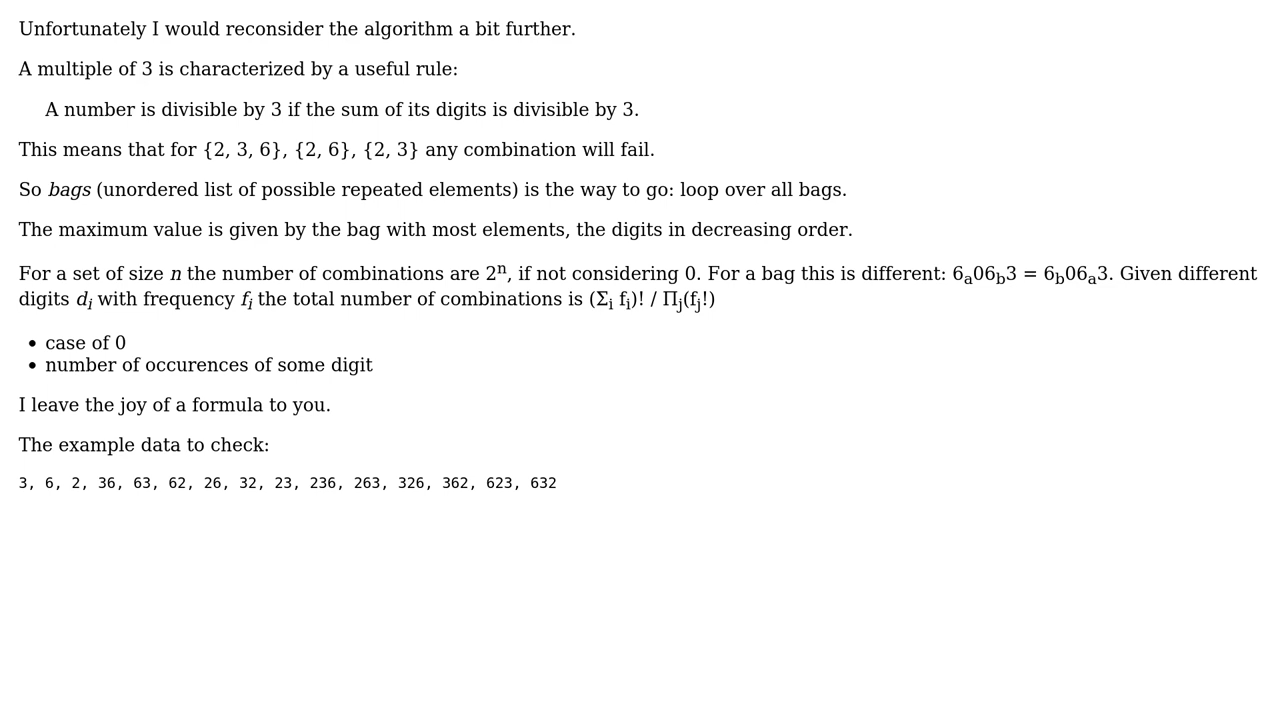 Unfortunately I would reconsider the algorithm a bit further.
A multiple of 3 is characterized by a useful rule:
A number is divisible by 3 if the sum of its digits is divisible by 3.
This means that for {2, 3, 6}, {2, 6}, {2, 3} any combination will fail.
So bags (unordered list of possible repeated elements) is the way to go: loop over all bags.
The maximum value is given by the bag with most elements, the digits in decreasing order.
For a set of size n the number of combinations are 2ⁿ, if not considering 0. For a bag this is different: 6ₐ06b3 = 6b06ₐ3. Given different
digits dᵢ with frequency fᵢ the total number of combinations is (Σᵢ fᵢ)! / Πⱼ(fⱼ!)
• case of 0
• number of occurences of some digit
I leave the joy of a formula to you.
The example data to check:
3, 6, 2, 36, 63, 62, 26, 32, 23, 236, 263, 326, 362, 623, 632